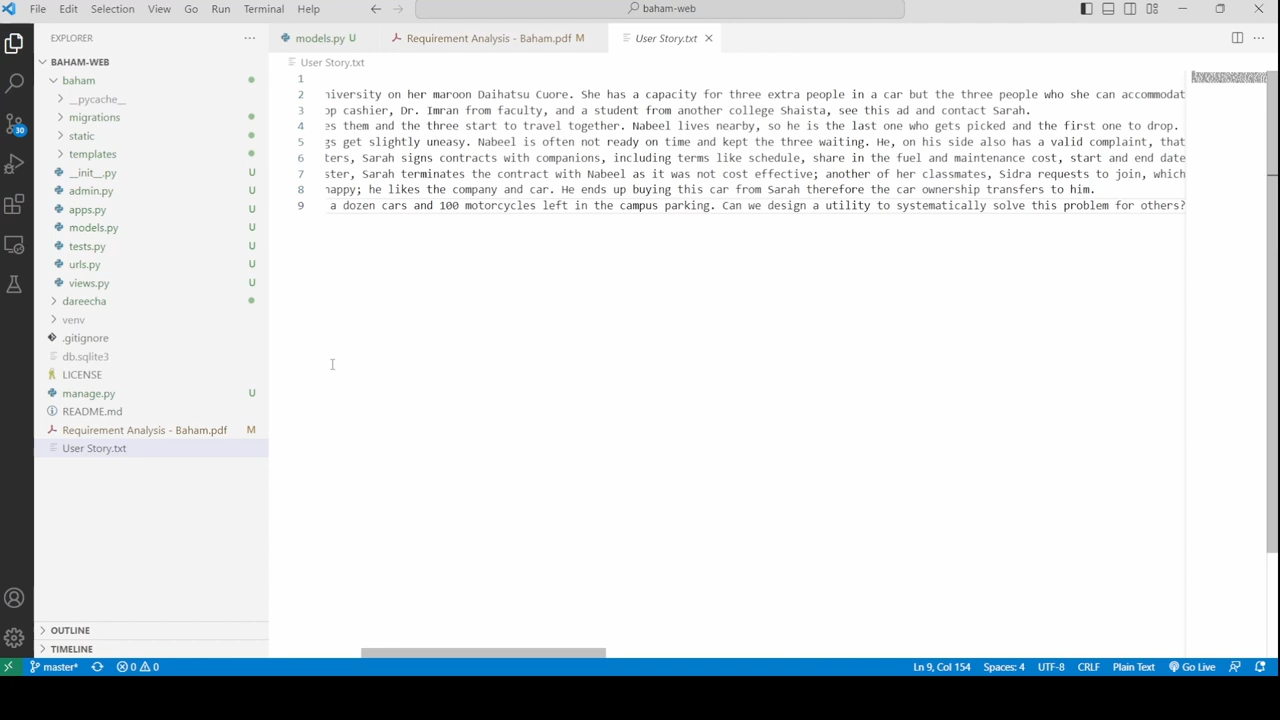 File Edit Selection View Go Run Terminal Help baham-web
EXPLORER
models.py U Requirement Analysis - Baham.pdf M User Story.txt
BAHAM-WEB
User Story.txt
baham
__pycache__
migrations
static
templates
__init__.py U
admin.py U
apps.py U
models.py U
tests.py U
urls.py U
views.py U
dareecha
venv
.gitignore
db.sqlite3
LICENSE
manage.py U
README.md
Requirement Analysis - Baham.pdf M
User Story.txt
OUTLINE
TIMELINE
1
2 niversity on her maroon Daihatsu Cuore. She has a capacity for three extra people in a car but the three people who she can accommodat
3 op cashier, Dr. Imran from faculty, and a student from another college Shaista, see this ad and contact Sarah.
4 es them and the three start to travel together. Nabeel lives nearby, so he is the last one who gets picked and the first one to drop.
5 gs get slightly uneasy. Nabeel is often not ready on time and kept the three waiting. He, on his side also has a valid complaint, that
6 ters, Sarah signs contracts with companions, including terms like schedule, share in the fuel and maintenance cost, start and end date
7 ster, Sarah terminates the contract with Nabeel as it was not cost effective; another of her classmates, Sidra requests to join, which
8 happy; he likes the company and car. He ends up buying this car from Sarah therefore the car ownership transfers to him.
9 a dozen cars and 100 motorcycles left in the campus parking. Can we design a utility to systematically solve this problem for others?
30
master* 0 0 Ln 9, Col 154 Spaces: 4 UTF-8 CRLF Plain Text Go Live